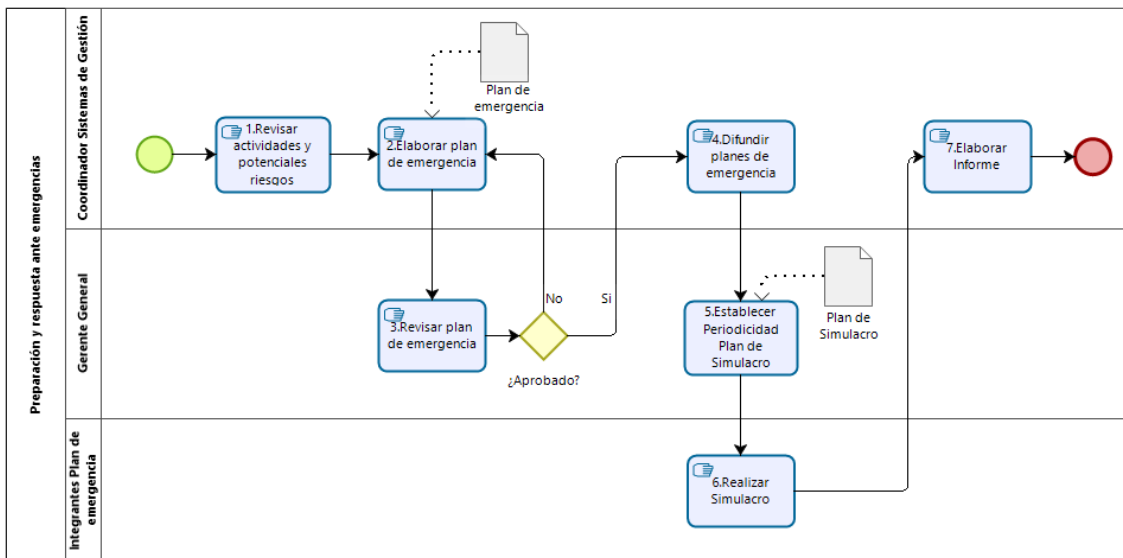 Preparación y respuesta ante emergencias
Coordinador Sistemas de Gestión
Plan de
emergencia
1.Revisar
actividades y
potenciales
riesgos
2.Elaborar plan
de emergencia
4.Difundir
planes de
emergencia
7.Elaborar
Informe
Gerente General
3.Revisar plan
de emergencia
No
Si
¿Aprobado?
5.Establecer
Periodicidad
Plan de
Simulacro
Plan de
Simulacro
Integrantes Plan de
emergencia
6.Realizar
Simulacro